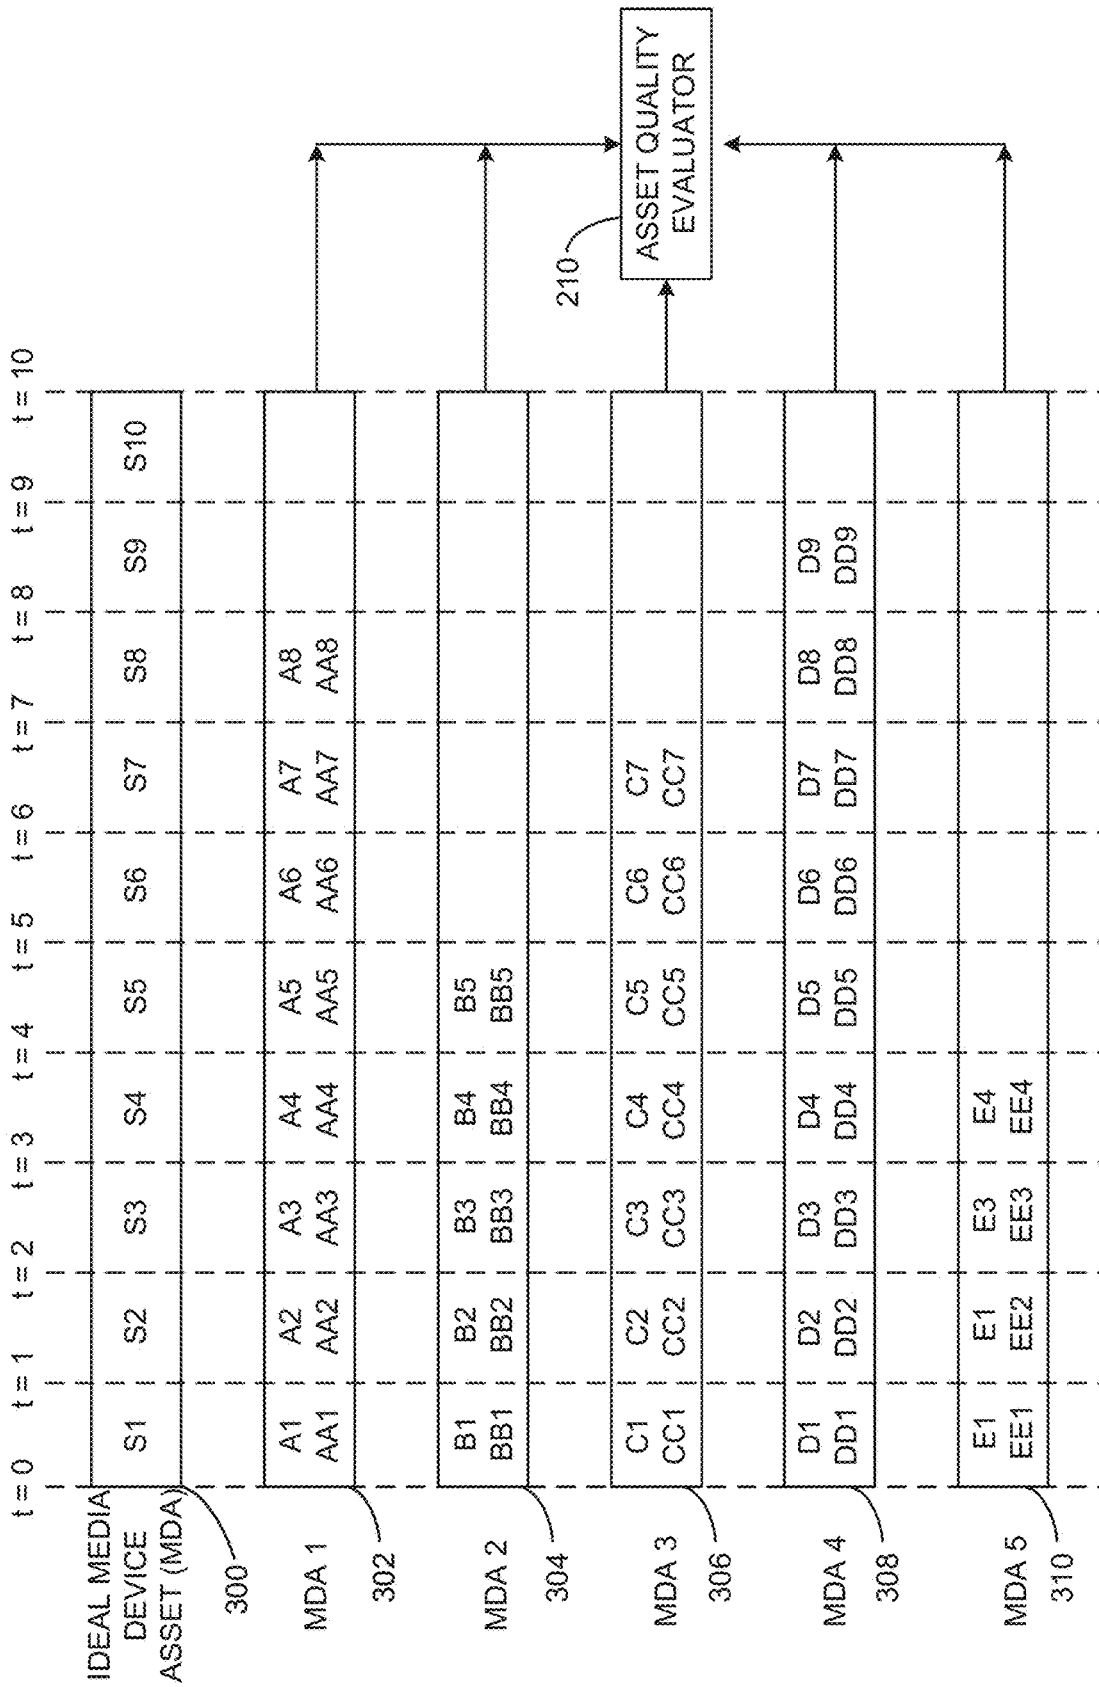 t = 0 t = 1 t = 2 t = 3 t = 4 t = 5 t = 6 t = 7 t = 8 t = 9 t = 10
IDEAL MEDIA
DEVICE
ASSET (MDA)
300
S1 S2 S3 S4 S5 S6 S7 S8 S9 S10
MDA 1
302
A1 A2 A3 A4 A5 A6 A7 A8
AA1 AA2 AA3 AA4 AA5 AA6 AA7 AA8
MDA 2
304
B1 B2 B3 B4 B5
BB1 BB2 BB3 BB4 BB5
MDA 3
306
C1 C2 C3 C4 C5 C6 C7
CC1 CC2 CC3 CC4 CC5 CC6 CC7
MDA 4
308
D1 D2 D3 D4 D5 D6 D7 D8 D9
DD1 DD2 DD3 DD4 DD5 DD6 DD7 DD8 DD9
MDA 5
310
E1 E1 E3 E4
EE1 EE2 EE3 EE4
210
ASSET QUALITY
EVALUATOR